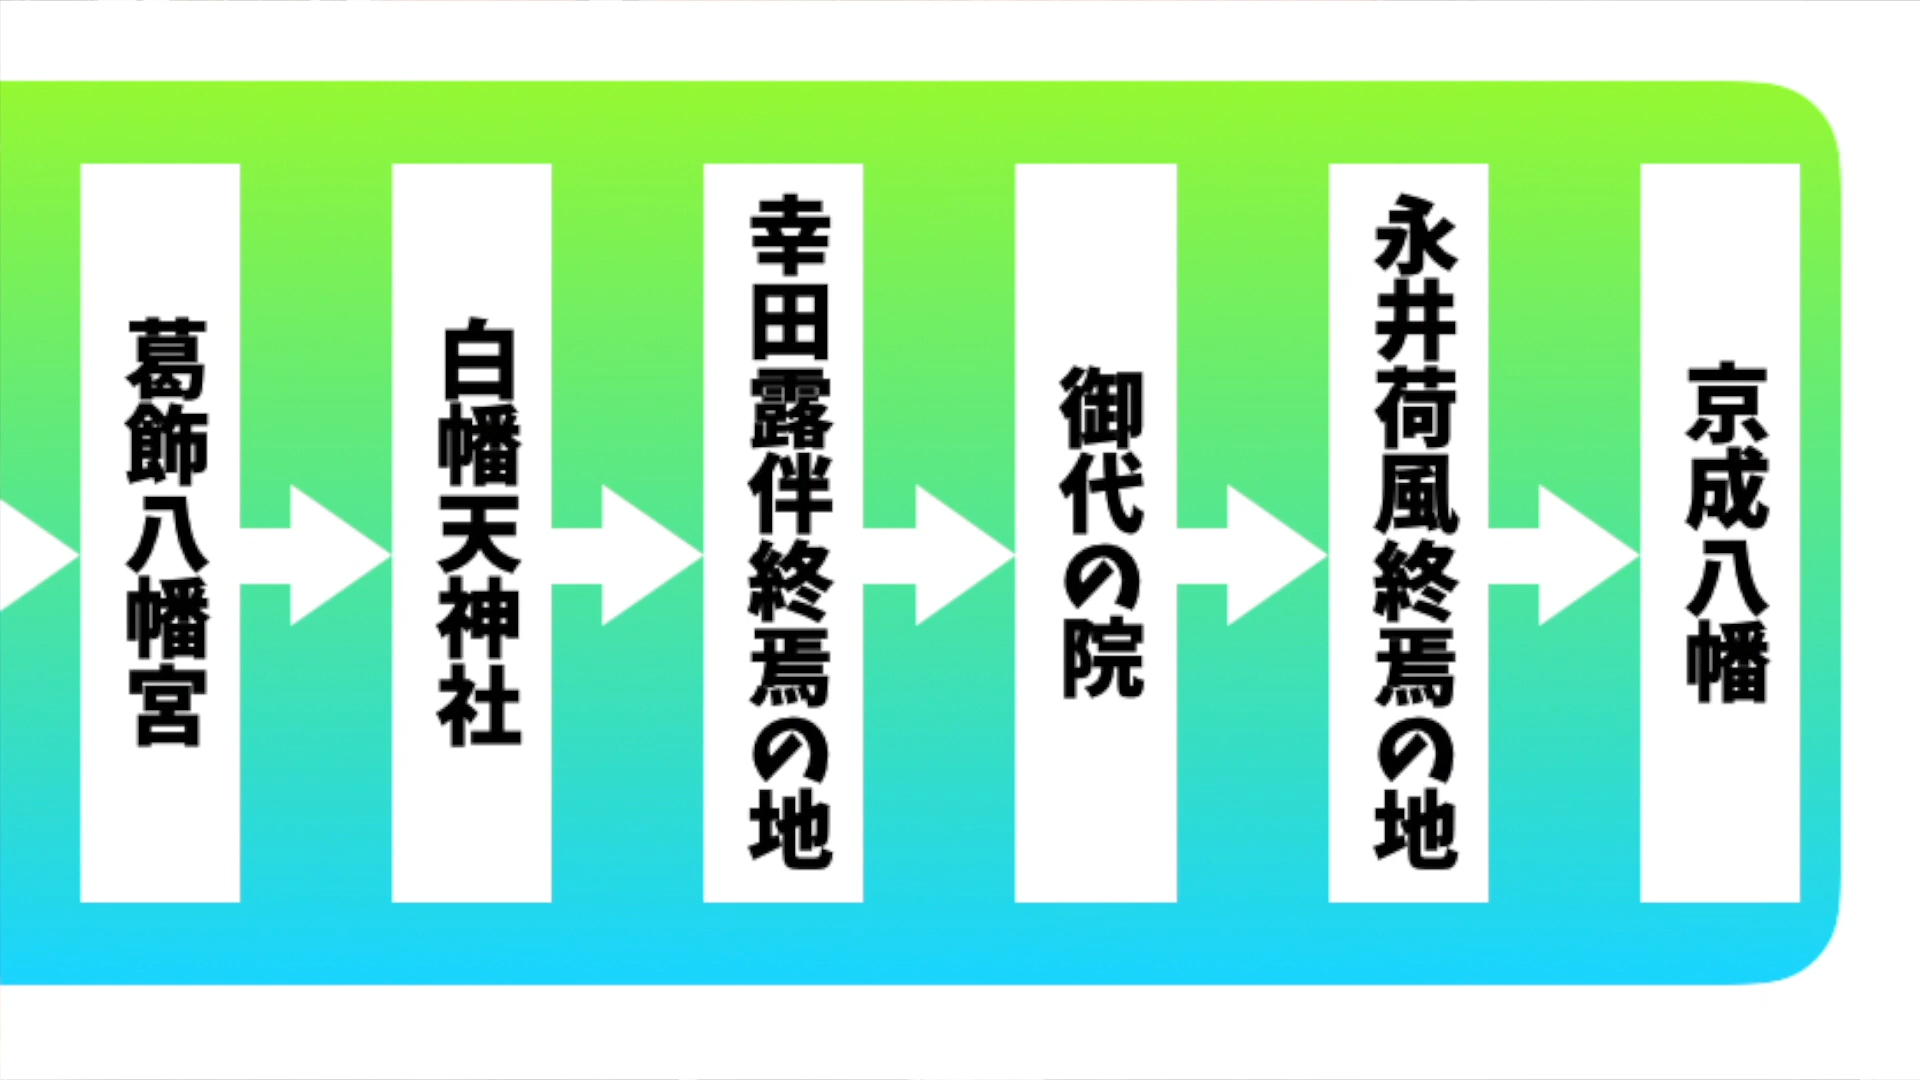 葛飾八幡宮
白幡天神社
幸田露伴終焉の地
御代の院
永井荷風終焉の地
京成八幡